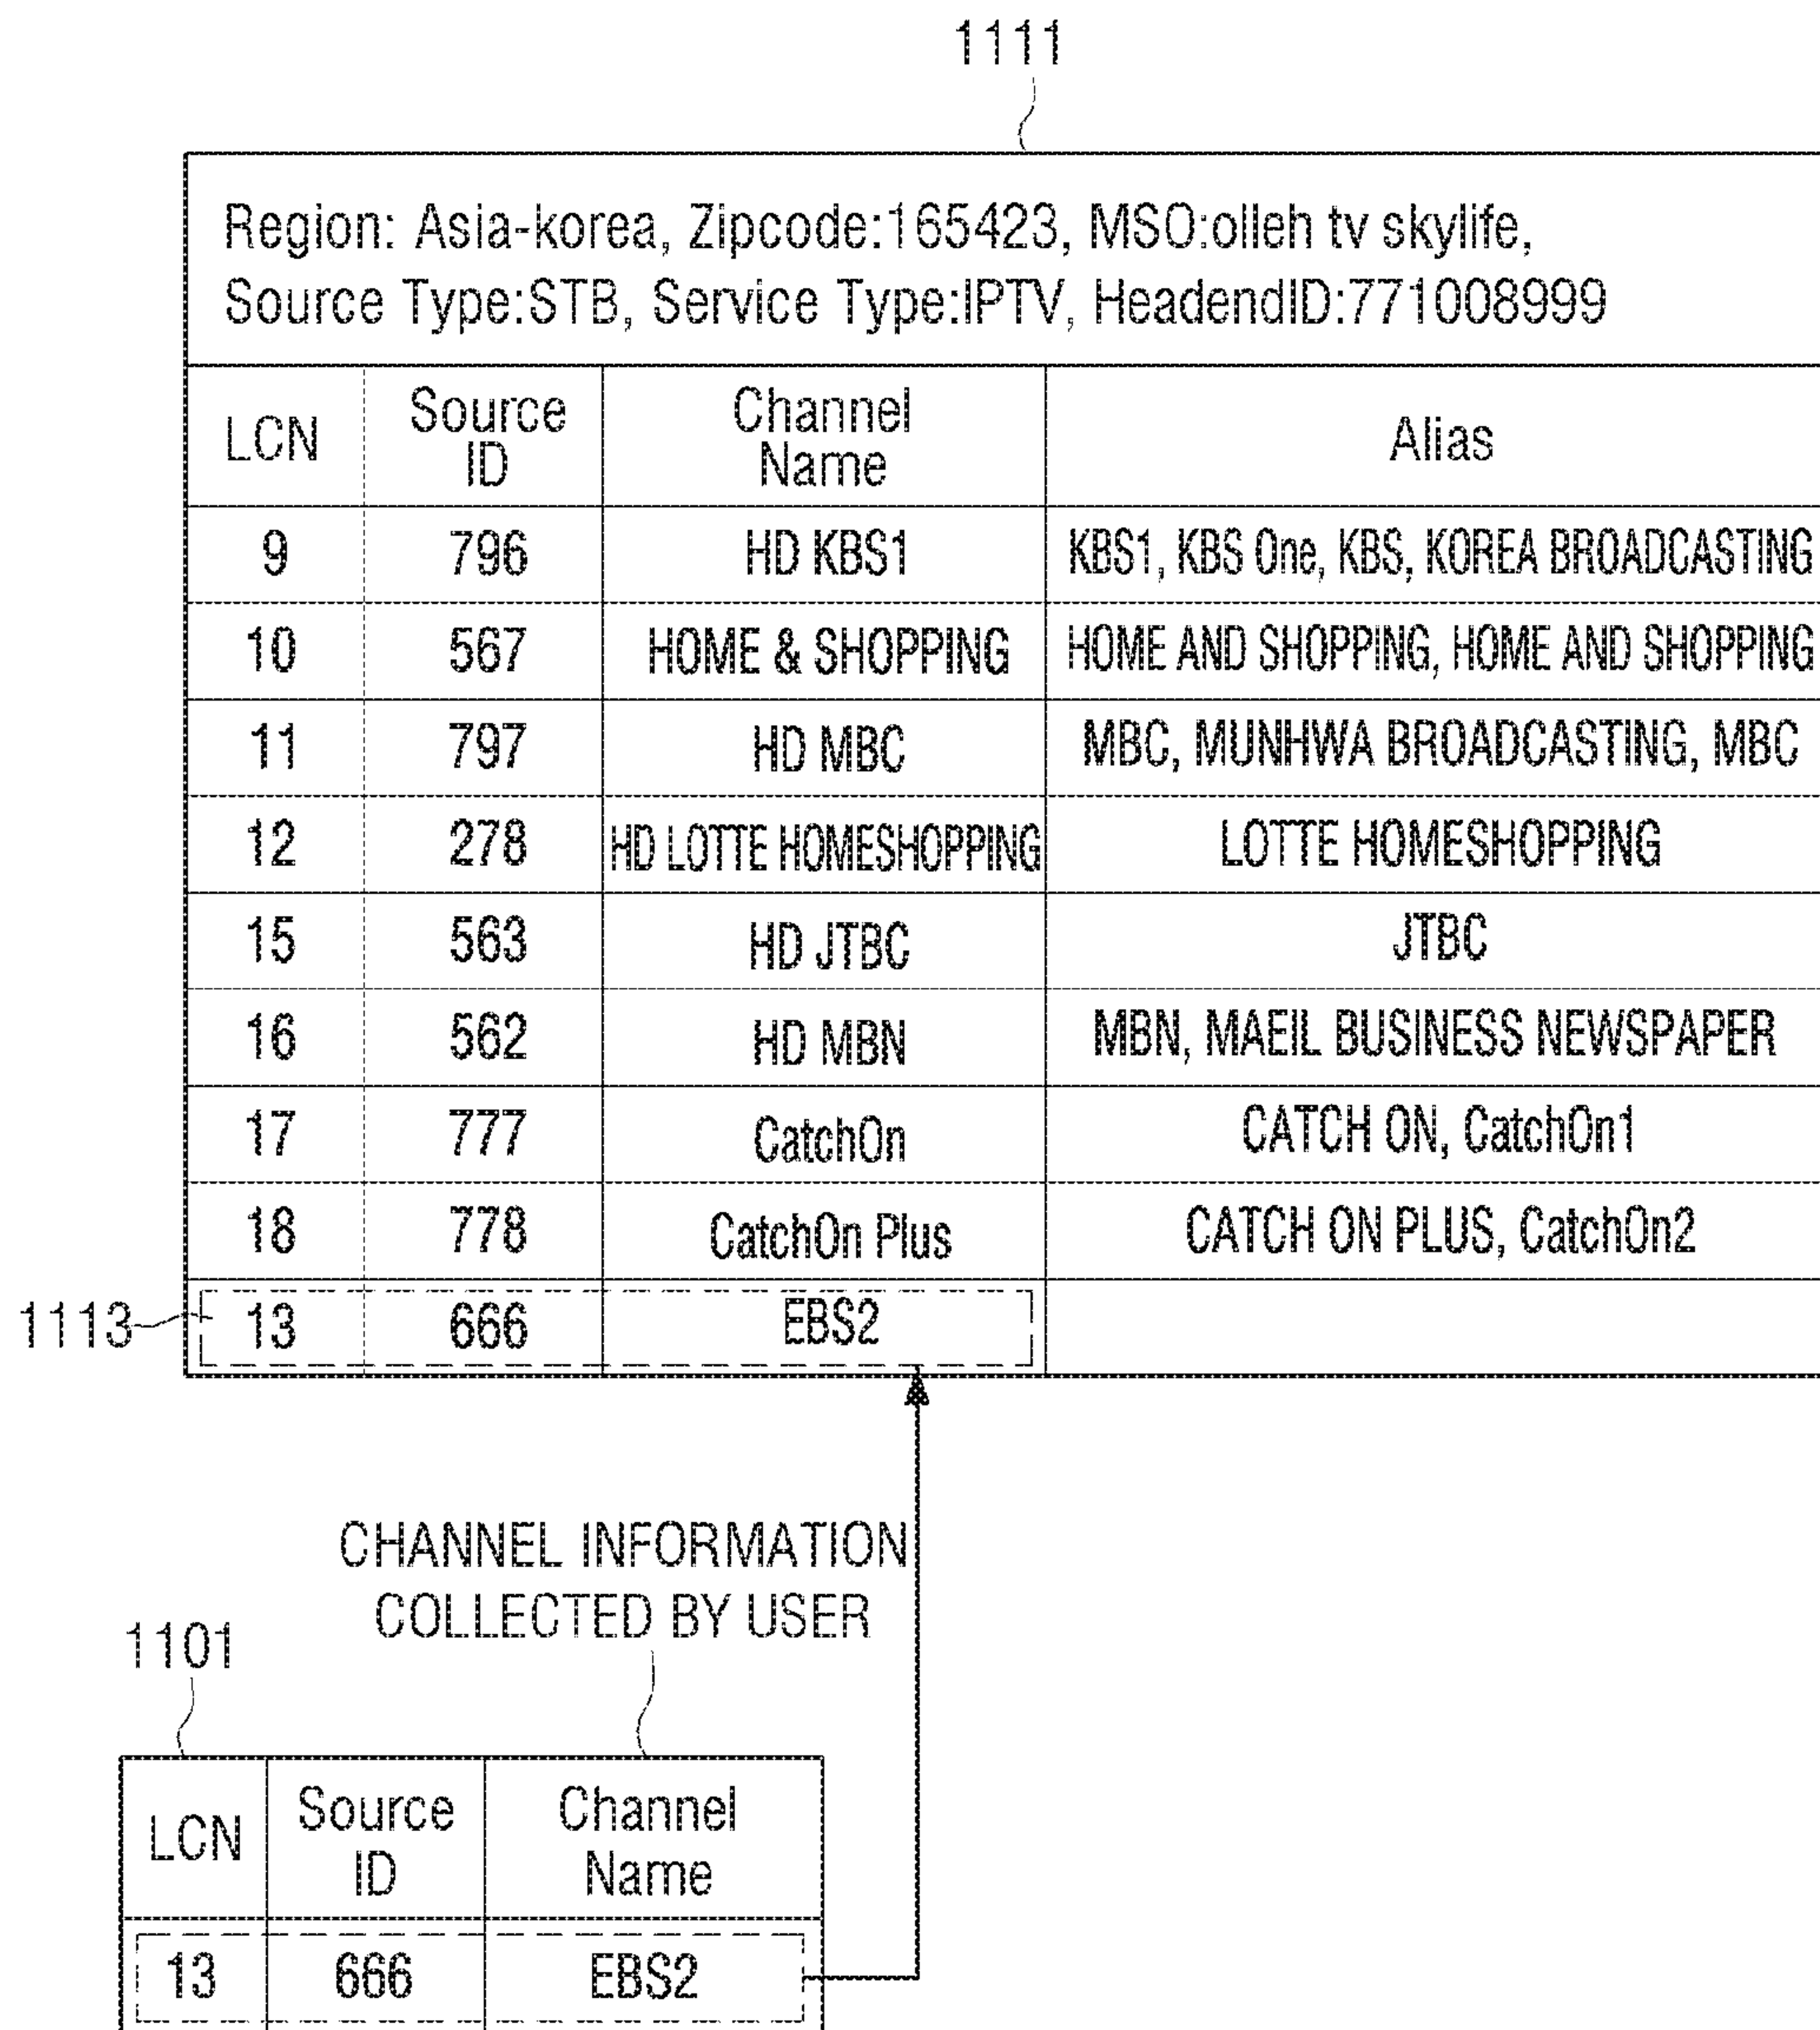 1111
Region: Asia-korea, Zipcode:165423, MSO:olleh tv skylife,
Source Type:STB, Service Type:IPTV, HeadendID:771008999
LCN Source ID Channel Name Alias
9 796 HD KBS1 KBS1, KBS One, KBS, KOREA BROADCASTING
10 567 HOME & SHOPPING HOME AND SHOPPING, HOME AND SHOPPING
11 797 HD MBC MBC, MUNHWA BROADCASTING, MBC
12 278 HD LOTTE HOMESHOPPING LOTTE HOMESHOPPING
15 563 HD JTBC JTBC
16 562 HD MBN MBN, MAEIL BUSINESS NEWSPAPER
17 777 CatchOn CATCH ON, CatchOn1
18 778 CatchOn Plus CATCH ON PLUS, CatchOn2
1113 13 666 EBS2
CHANNEL INFORMATION
COLLECTED BY USER
1101
LCN Source ID Channel Name
13 666 EBS2